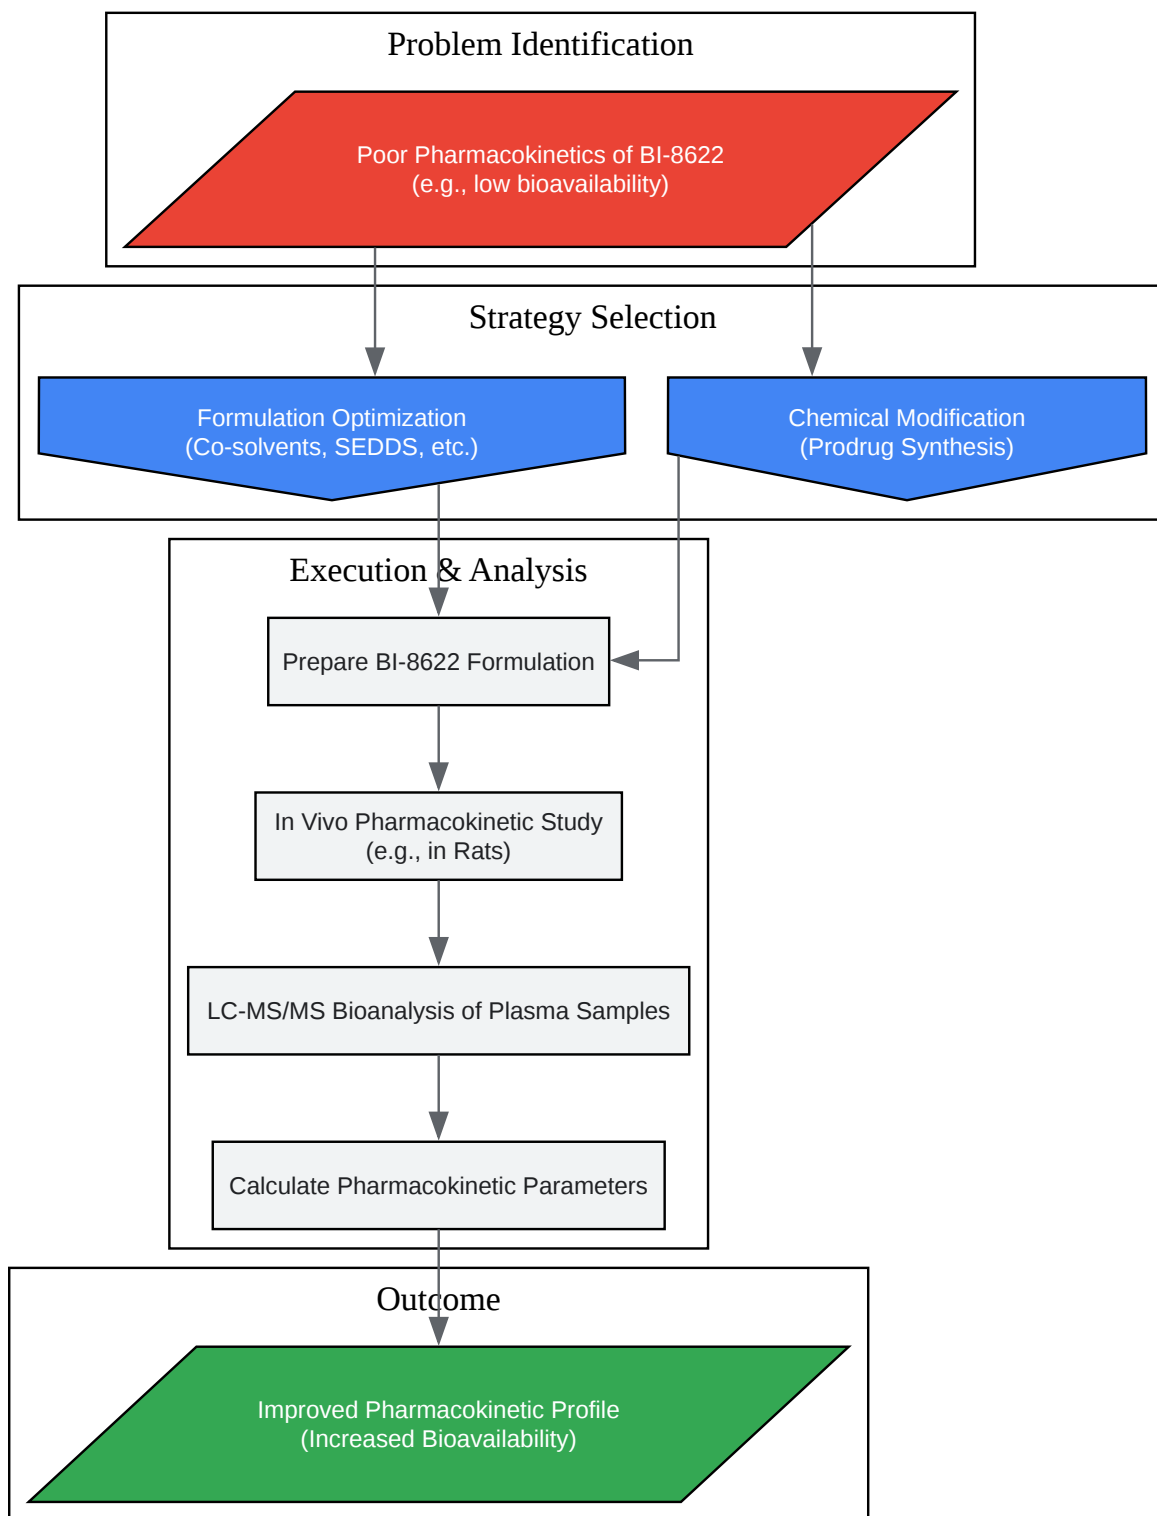 Problem Identification
Poor Pharmacokinetics of BI-8622
(e.g., low bioavailability)
Strategy Selection
Formulation Optimization
(Co-solvents, SEDDS, etc.)
Chemical Modification
(Prodrug Synthesis)
Execution & Analysis
Prepare BI-8622 Formulation
In Vivo Pharmacokinetic Study
(e.g., in Rats)
LC-MS/MS Bioanalysis of Plasma Samples
Calculate Pharmacokinetic Parameters
Outcome
Improved Pharmacokinetic Profile
(Increased Bioavailability)